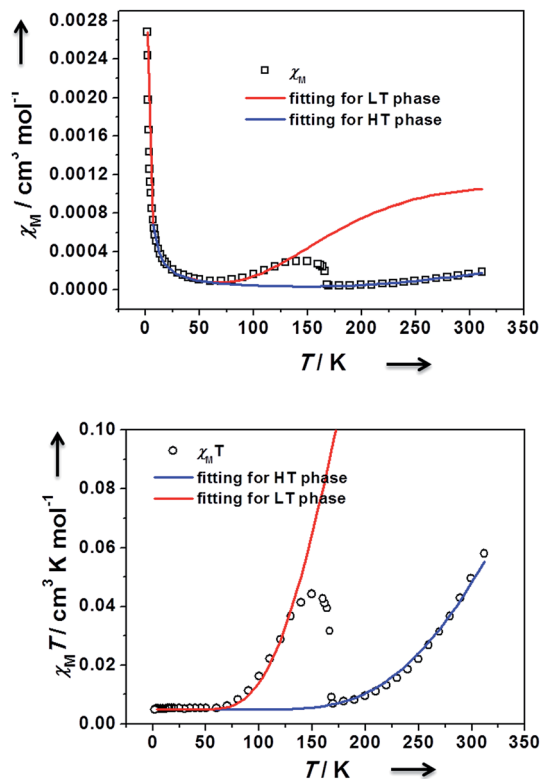 0.0028
0.0024
0.0020
0.0016
0.0012
0.0008
0.0004
0.0000
χM / cm³ mol⁻¹
χM
fitting for LT phase
fitting for HT phase
0 50 100 150 200 250 300 350
T / K
0.10
0.08
0.06
0.04
0.02
0.00
χMT / cm³ K mol⁻¹
χMT
fitting for HT phase
fitting for LT phase
0 50 100 150 200 250 300 350
T / K